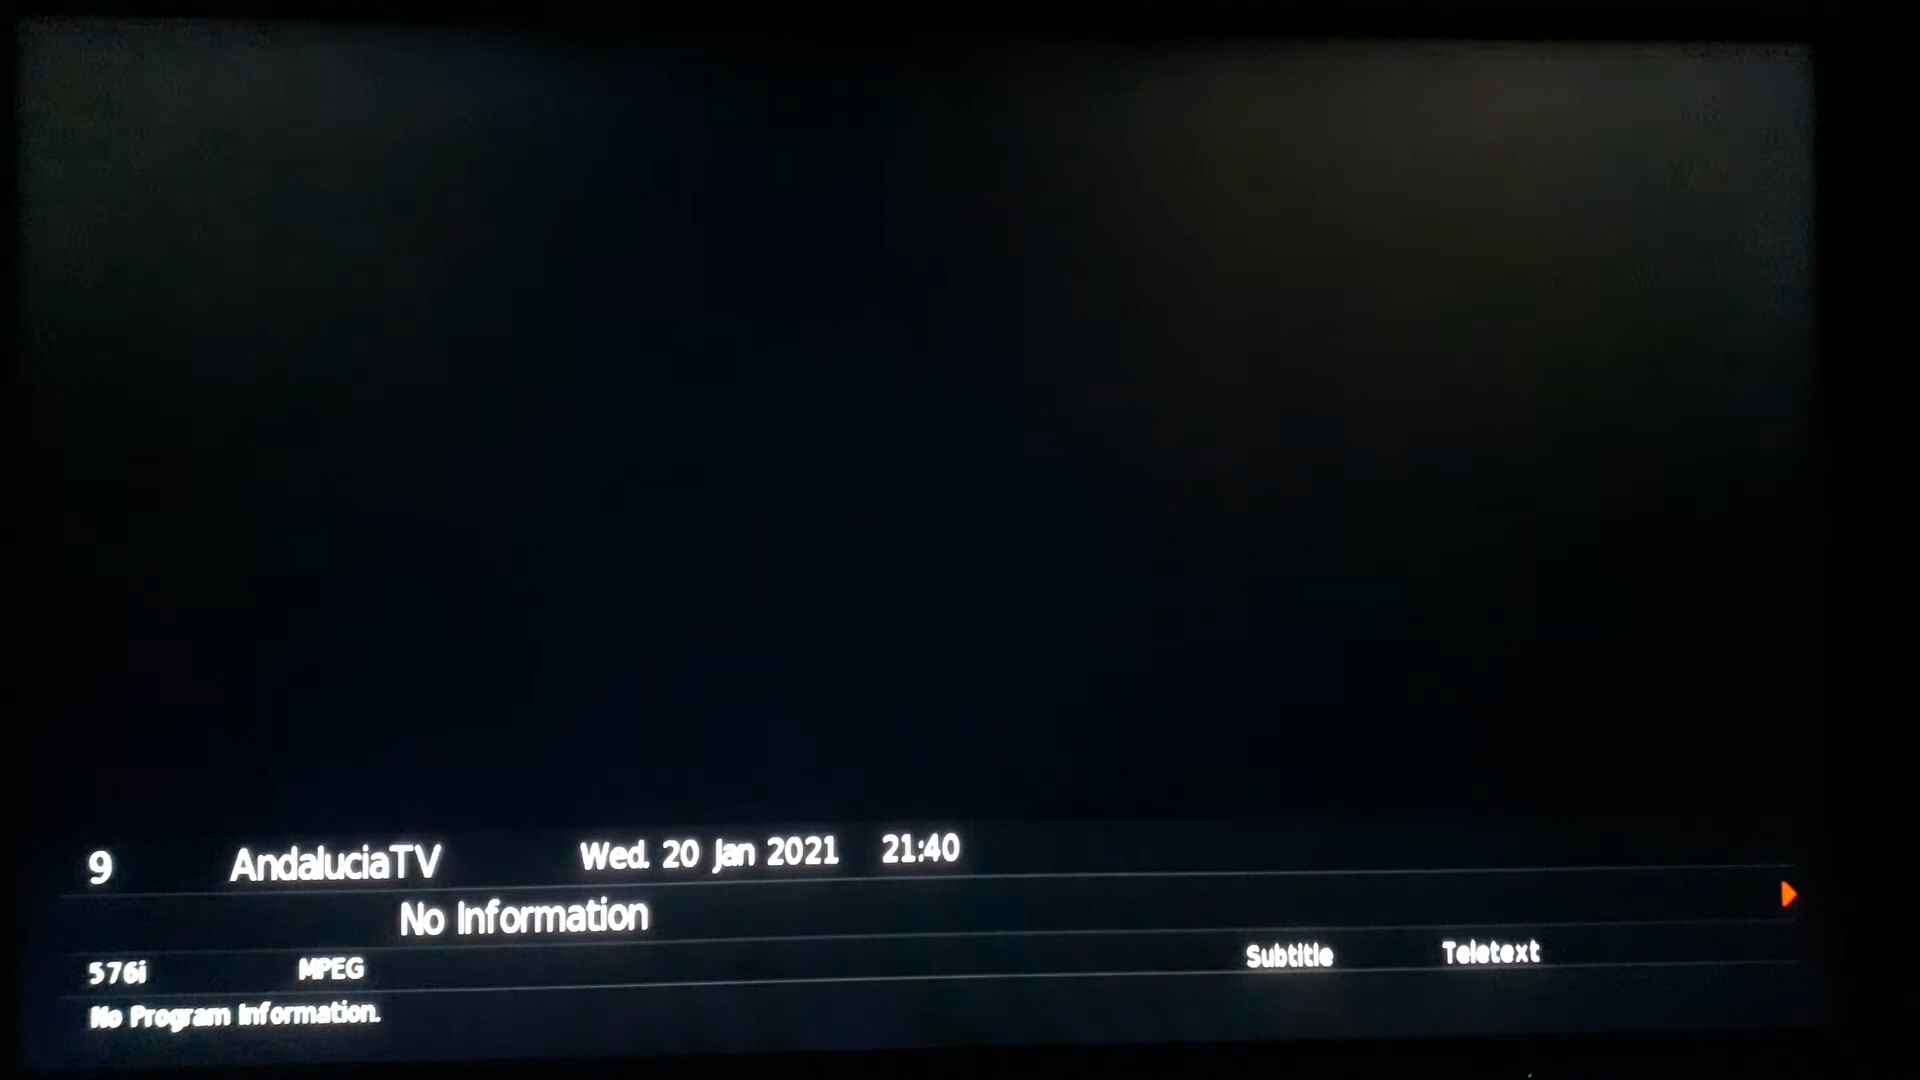 9 AndaluciaTV Wed. 20 Jan 2021 21:40
No Information
576i MPEG Subtitle Teletext
No Program Information.